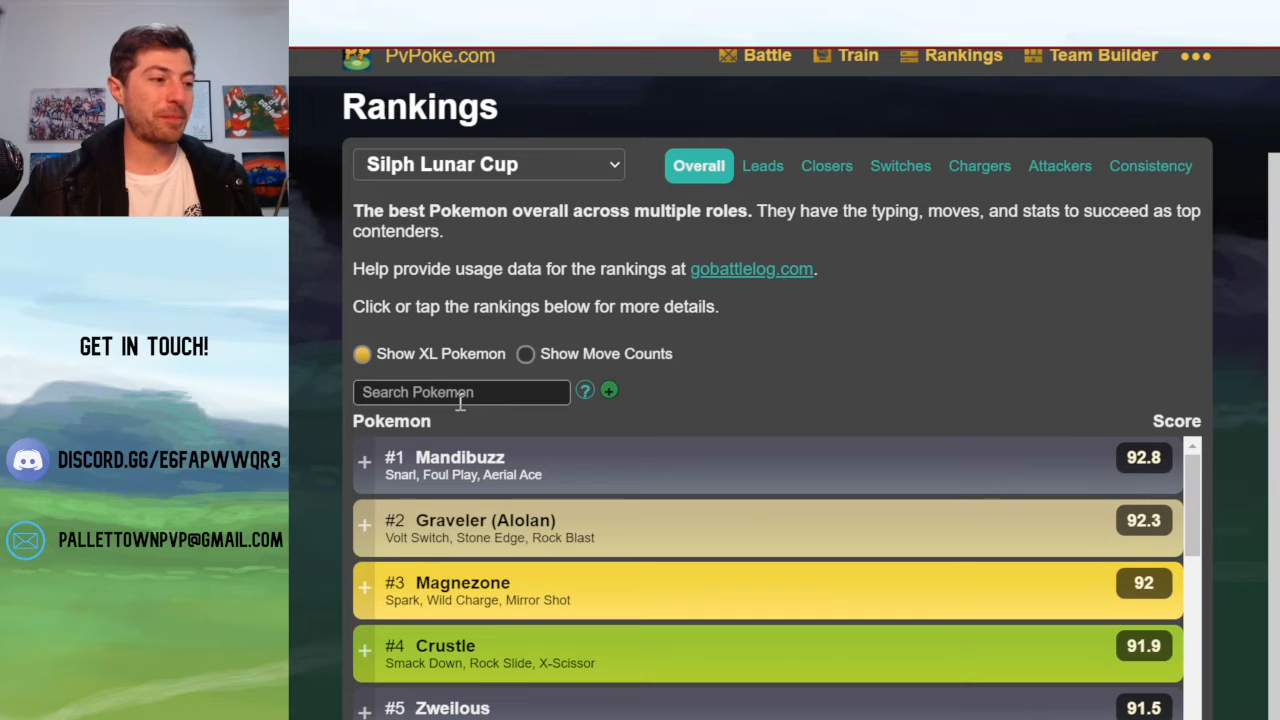 PvPoke.com
Battle
Train
Rankings
Team Builder
Rankings
Silph Lunar Cup
Overall
Leads
Closers
Switches
Chargers
Attackers
Consistency
The best Pokemon overall across multiple roles. They have the typing, moves, and stats to succeed as top
contenders.
Help provide usage data for the rankings at gobattlelog.com.
Click or tap the rankings below for more details.
Show XL Pokemon
Show Move Counts
Search Pokemon
?
+
Pokemon
Score
+ #1 Mandibuzz 92.8
Snarl, Foul Play, Aerial Ace
+ #2 Graveler (Alolan) 92.3
Volt Switch, Stone Edge, Rock Blast
+ #3 Magnezone 92
Spark, Wild Charge, Mirror Shot
+ #4 Crustle 91.9
Smack Down, Rock Slide, X-Scissor
+ #5 Zweilous 91.5
GET IN TOUCH!
DISCORD.GG/E6FAPWWQR3
PALLETTOWNPVP@GMAIL.COM